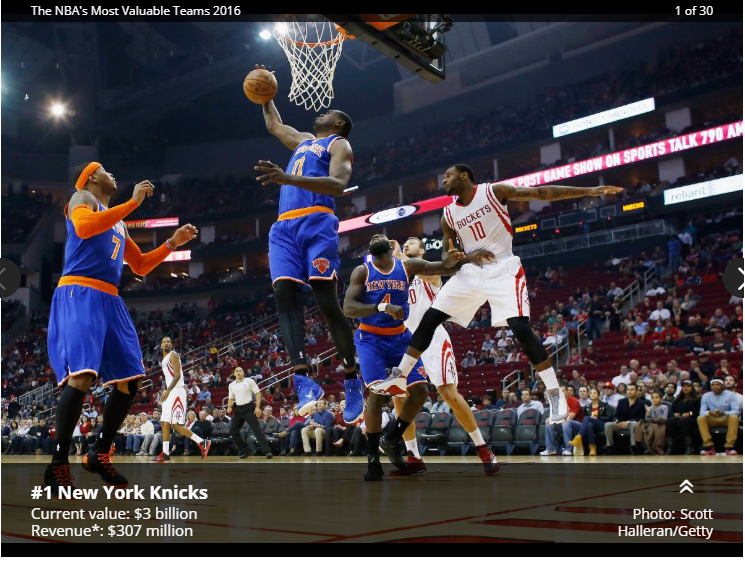 The NBA's Most Valuable Teams 2016
1 of 30
POST GAME SHOW ON SPORTS TALK 790 AM
reliant
ROCKETS
KNICKS
ROCKETS
10
7
NEW YORK
#1 New York Knicks
Current value: $3 billion
Revenue*: $307 million
Photo: Scott
Halleran/Getty